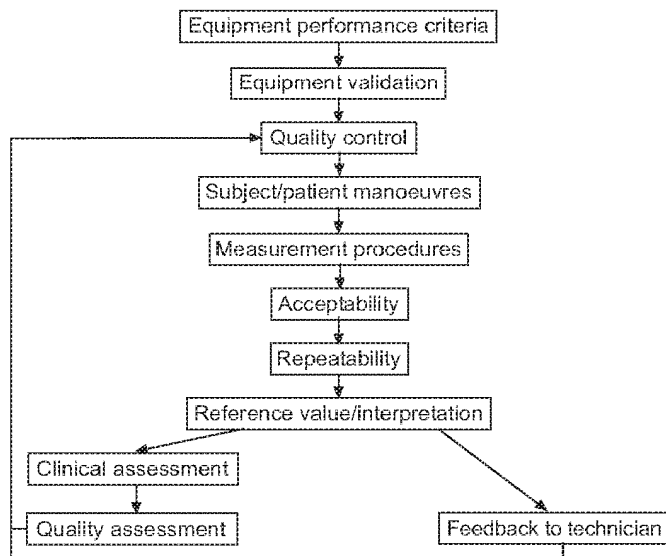 Equipment performance criteria
Equipment validation
Quality control
Subject/patient manoeuvres
Measurement procedures
Acceptability
Repeatability
Reference value/interpretation
Clinical assessment
Quality assessment
Feedback to technician